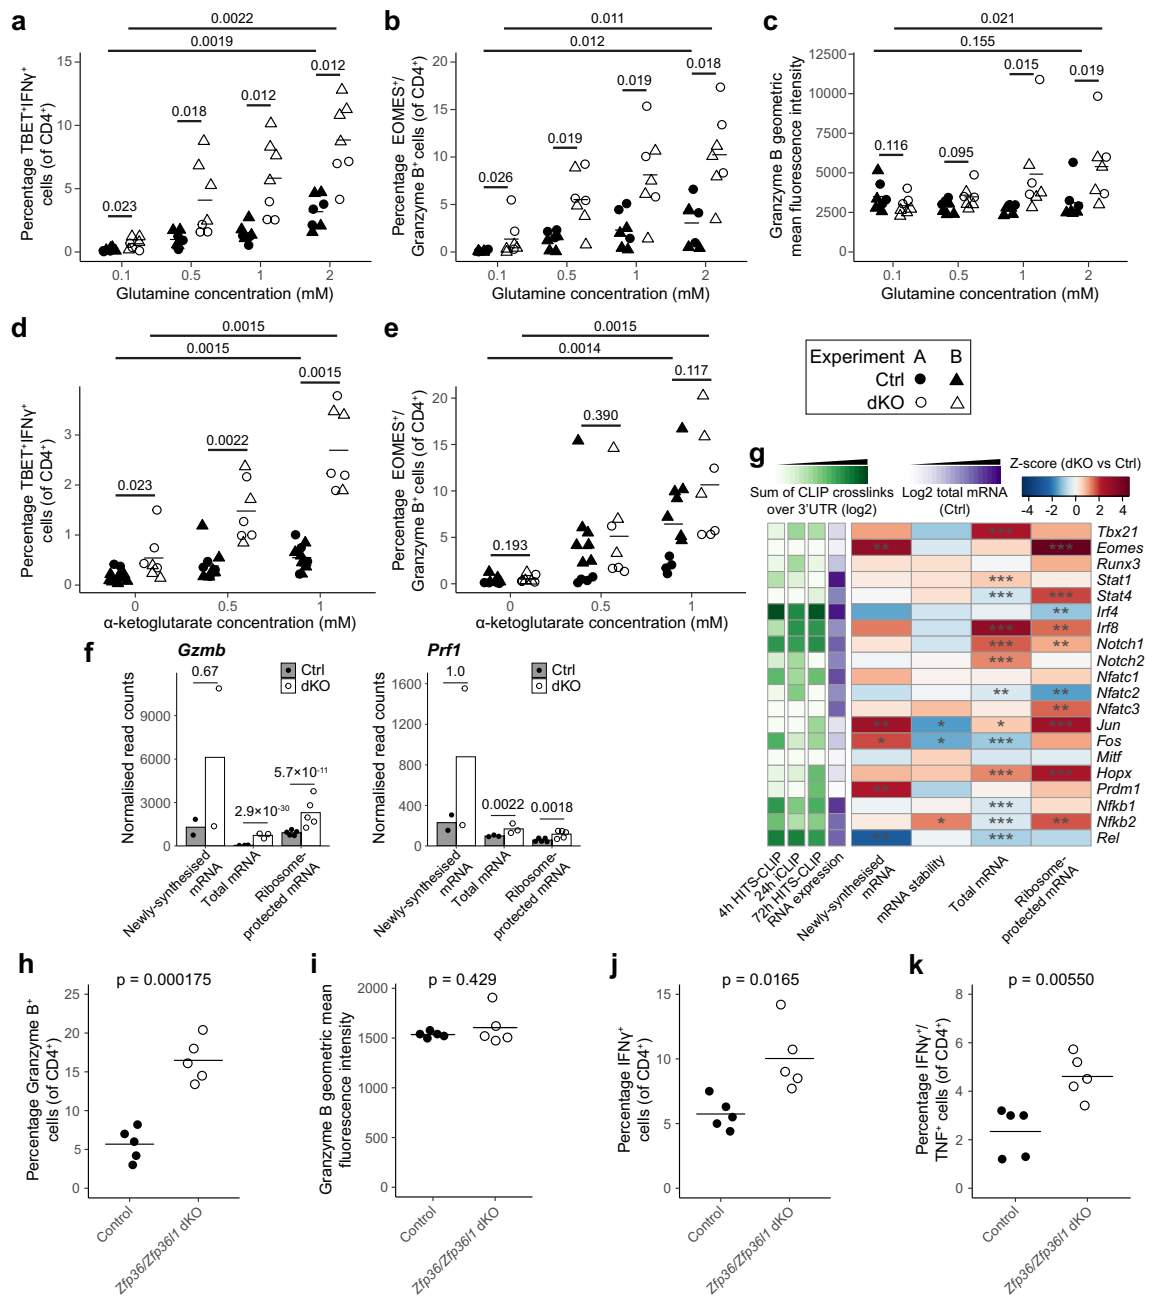 a
0.0022
0.0019
0.012
0.012
0.018
0.023
15
10
5
0
Percentage TBET⁺IFNγ⁺
cells (of CD4⁺)
0.1
0.5
1
2
Glutamine concentration (mM)
b
0.011
0.012
0.018
0.019
0.019
0.026
20
15
10
5
0
Percentage EOMES⁺/
Granzyme B⁺ cells (of CD4⁺)
0.1
0.5
1
2
Glutamine concentration (mM)
c
0.021
0.155
0.015
0.019
0.116
0.095
12500
10000
7500
5000
2500
0
Granzyme B geometric
mean fluorescence intensity
0.1
0.5
1
2
Glutamine concentration (mM)
d
0.0015
0.0015
0.0015
0.0022
0.023
3
2
1
0
Percentage TBET⁺IFNγ⁺
cells (of CD4⁺)
0
0.5
1
α-ketoglutarate concentration (mM)
e
0.0015
0.0014
0.117
0.390
0.193
20
15
10
5
0
Percentage EOMES⁺/
Granzyme B⁺ cells (of CD4⁺)
0
0.5
1
α-ketoglutarate concentration (mM)
Experiment A B
Ctrl
dKO
f
Gzmb
0.67
Ctrl
dKO
9000
6000
3000
0
Normalised read counts
2.9×10⁻³⁰
5.7×10⁻¹¹
Newly-synthesised
mRNA
Total mRNA
Ribosome-
protected mRNA
Prf1
1.0
Ctrl
dKO
1600
1200
800
400
0
Normalised read counts
0.0022
0.0018
Newly-synthesised
mRNA
Total mRNA
Ribosome-
protected mRNA
g
Sum of CLIP crosslinks
over 3'UTR (log2)
Log2 total mRNA
(Ctrl)
Z-score (dKO vs Ctrl)
-4 -2 0 2 4
*** Tbx21
** *** Eomes
Runx3
*** Stat1
*** *** Stat4
** Irf4
*** ** Irf8
*** ** Notch1
*** Notch2
Nfatc1
** ** Nfatc2
** Nfatc3
** * * *** Jun
* * *** Fos
Mitf
*** *** Hopx
** Prdm1
*** Nfkb1
* *** ** Nfkb2
** *** Rel
4h HITS-CLIP
24h iCLIP
72h HITS-CLIP
RNA expression
Newly-synthesised
mRNA
mRNA stability
Total mRNA
Ribosome-
protected mRNA
h
p = 0.000175
25
20
15
10
5
0
Percentage Granzyme B⁺
cells (of CD4⁺)
Control
Zfp36/Zfp36l1 dKO
i
p = 0.429
2000
1500
1000
500
0
Granzyme B geometric mean
fluorescence intensity
Control
Zfp36/Zfp36l1 dKO
j
p = 0.0165
15
10
5
0
Percentage IFNγ⁺
cells (of CD4⁺)
Control
Zfp36/Zfp36l1 dKO
k
p = 0.00550
8
6
4
2
0
Percentage IFNγ⁺/
TNF⁺ cells (of CD4⁺)
Control
Zfp36/Zfp36l1 dKO